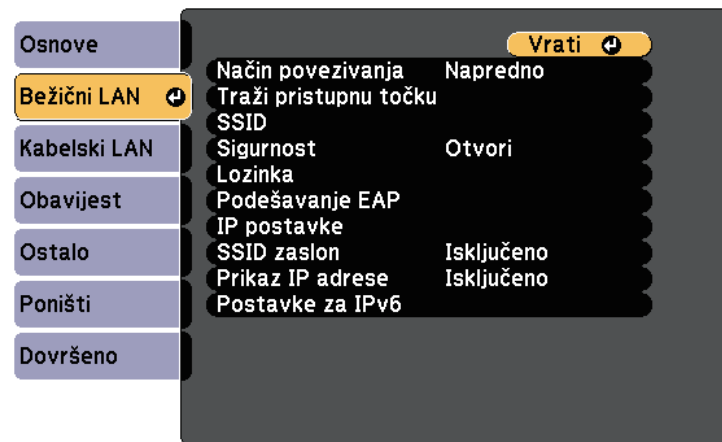 Osnove
Bežični LAN
Kabelski LAN
Obavijest
Ostalo
Poništi
Dovršeno
Vrati
Način povezivanja Napredno
Traži pristupnu točku
SSID
Sigurnost Otvori
Lozinka
Podešavanje EAP
IP postavke
SSID zaslon Isključeno
Prikaz IP adrese Isključeno
Postavke za IPv6